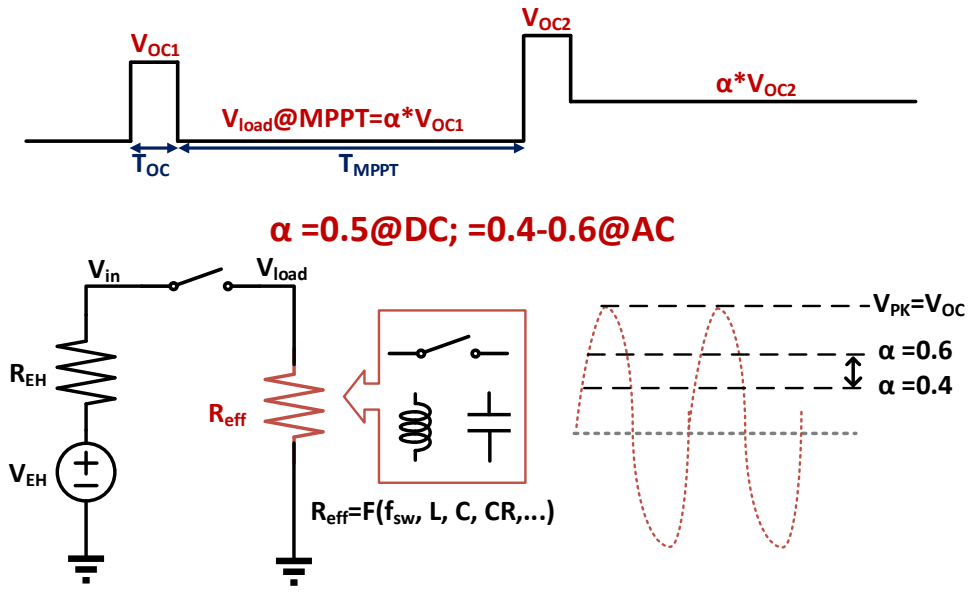 V_OC1
V_OC2
V_load@MPPT=α*V_OC1
α*V_OC2
T_OC
T_MPPT
α =0.5@DC; =0.4-0.6@AC
V_in
V_load
R_EH
R_eff
V_EH
R_eff=F(f_sw, L, C, CR,...)
V_PK=V_OC
α =0.6
α =0.4